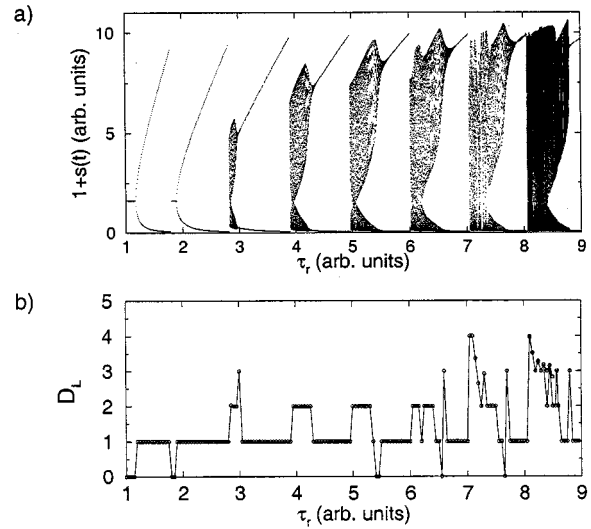 a)
10
5
0
1+s(t) (arb. units)
1 2 3 4 5 6 7 8 9
τr (arb. units)
b)
5
4
3
2
1
0
DL
1 2 3 4 5 6 7 8 9
τr (arb. units)